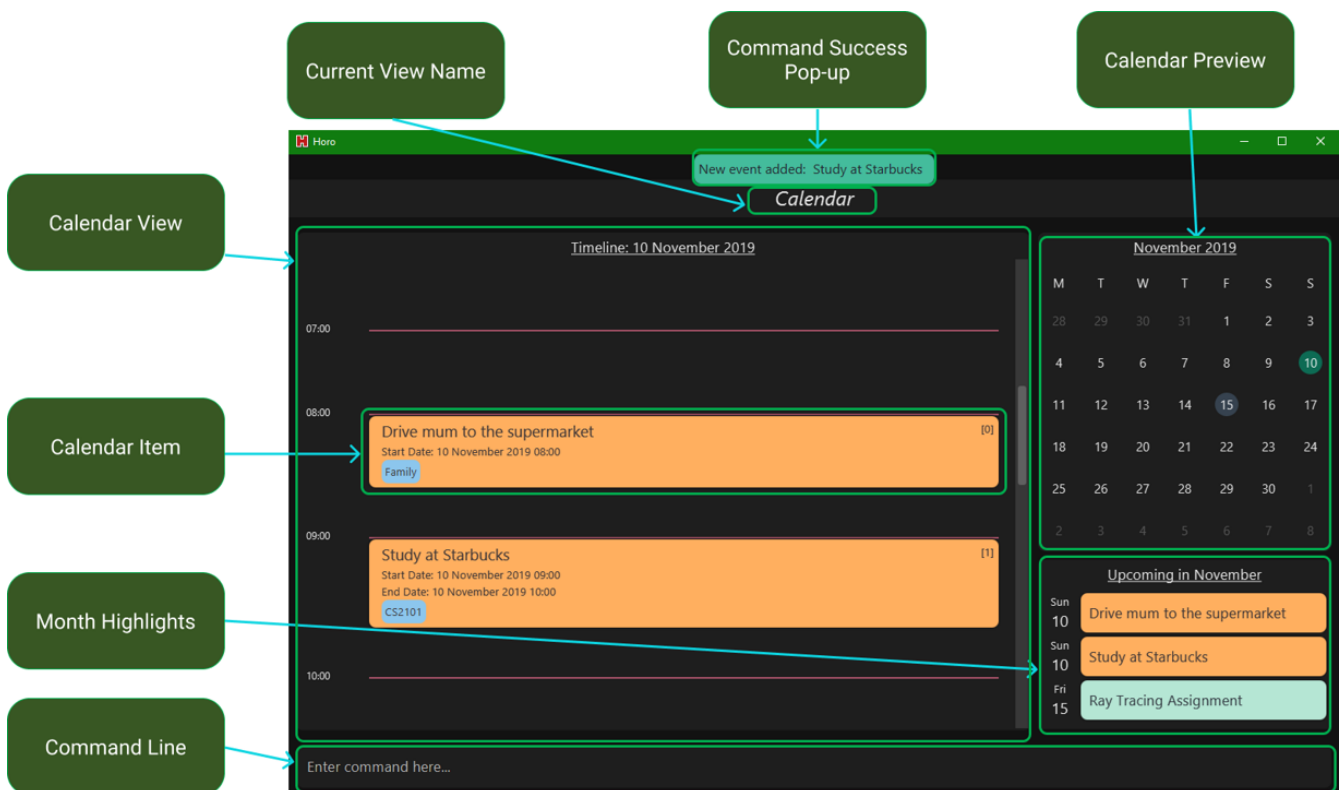 Current View Name
Command Success
Pop-up
Calendar Preview
Calendar View
Calendar Item
Month Highlights
Command Line
H Horo
New event added: Study at Starbucks
Calendar
Timeline: 10 November 2019
07:00
08:00
Drive mum to the supermarket [0]
Start Date: 10 November 2019 08:00
Family
09:00
Study at Starbucks [1]
Start Date: 10 November 2019 09:00
End Date: 10 November 2019 10:00
CS2101
10:00
November 2019
M T W T F S S
28 29 30 31 1 2 3
4 5 6 7 8 9 10
11 12 13 14 15 16 17
18 19 20 21 22 23 24
25 26 27 28 29 30 1
2 3 4 5 6 7 8
Upcoming in November
Sun
10 Drive mum to the supermarket
Sun
10 Study at Starbucks
Fri
15 Ray Tracing Assignment
Enter command here...